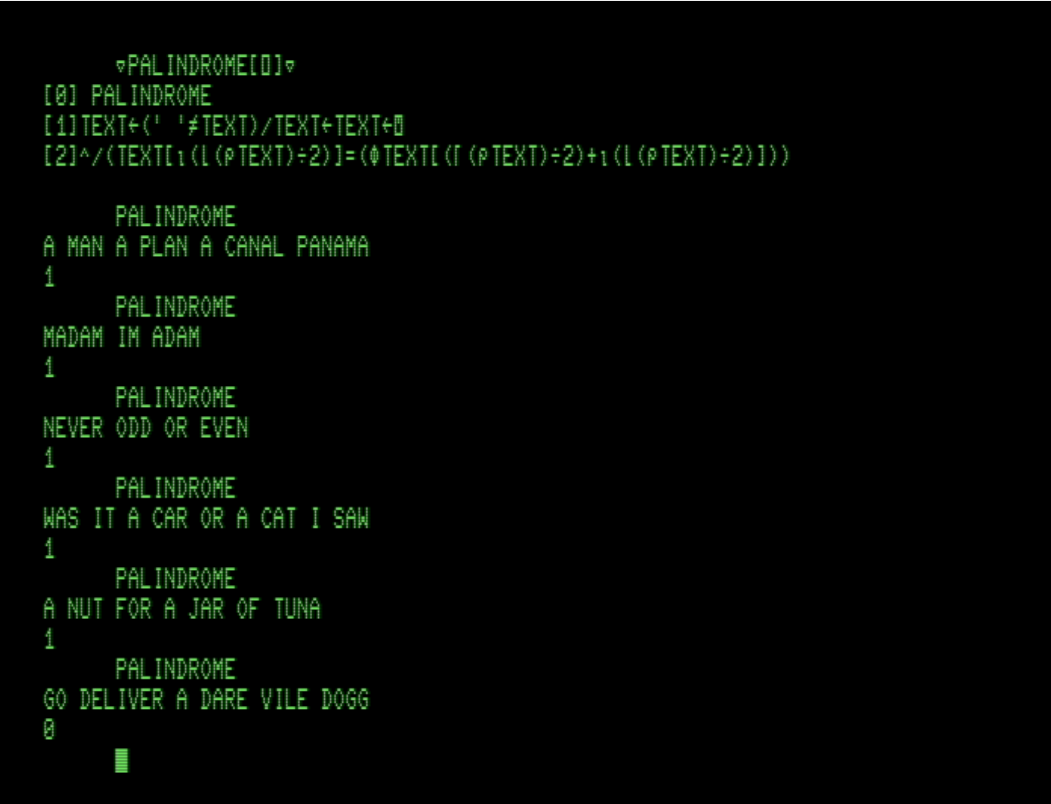 ∇PALINDROME[⎕]∇
[0] PALINDROME
[1]TEXT←(' '≠TEXT)/TEXT←TEXT←⍞
[2]^/(TEXT[⍳(⌊(⍴TEXT)÷2)]=(⌽TEXT[(⌈(⍴TEXT)÷2)+⍳(⌊(⍴TEXT)÷2)]))
PALINDROME
A MAN A PLAN A CANAL PANAMA
1
PALINDROME
MADAM IM ADAM
1
PALINDROME
NEVER ODD OR EVEN
1
PALINDROME
WAS IT A CAR OR A CAT I SAW
1
PALINDROME
A NUT FOR A JAR OF TUNA
1
PALINDROME
GO DELIVER A DARE VILE DOGG
0